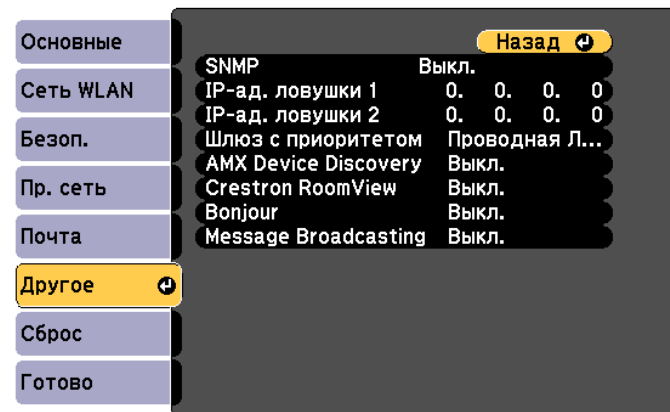 Основные
Сеть WLAN
Безоп.
Пр. сеть
Почта
Другое
Сброс
Готово
Назад
SNMP Выкл.
IP-ад. ловушки 1 0. 0. 0. 0
IP-ад. ловушки 2 0. 0. 0. 0
Шлюз с приоритетом Проводная Л...
AMX Device Discovery Выкл.
Crestron RoomView Выкл.
Bonjour Выкл.
Message Broadcasting Выкл.